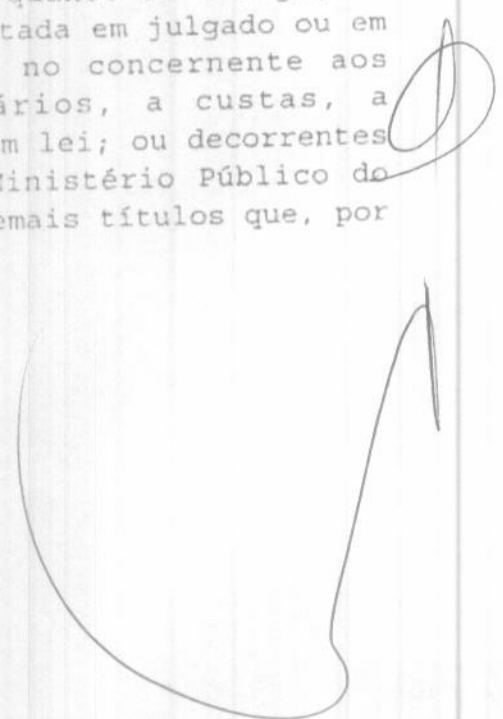 tada em julgado ou em
no concernente aos
ários, a custas, a
m lei; ou decorrentes
Ministério Público do
emais títulos que, por